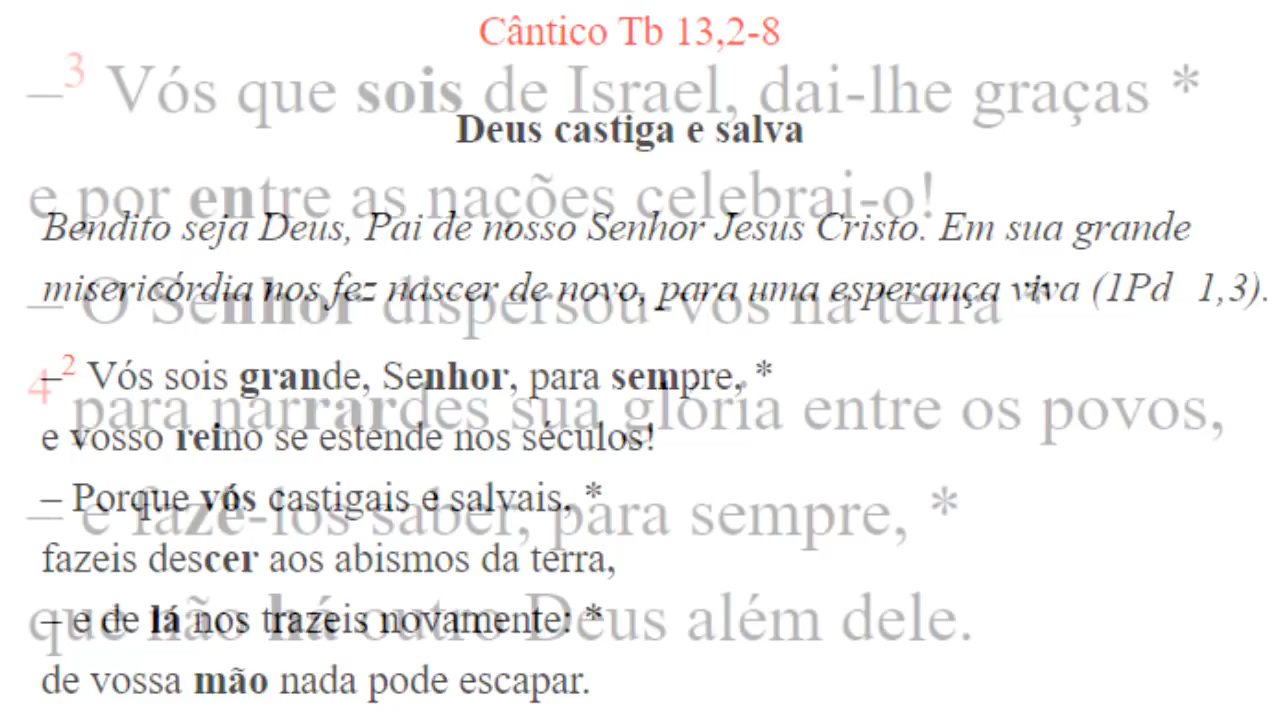 Cântico Tb 13,2-8
Deus castiga e salva
Bendito seja Deus, Pai de nosso Senhor Jesus Cristo. Em sua grande
misericórdia nos fez nascer de novo, para uma esperança viva (1Pd 1,3).
–2 Vós sois grande, Senhor, para sempre, *
e vosso reino se estende nos séculos!
– Porque vós castigais e salvais, *
fazeis descer aos abismos da terra,
– e de lá nos trazeis novamente: *
de vossa mão nada pode escapar.
–3 Vós que sois de Israel, dai-lhe graças *
e por entre as nações celebrai-o!
– O Senhor dispersou-vos na terra *
4 para narrardes sua glória entre os povos,
– e fazê-los saber, para sempre, *
que não há outro Deus além dele.